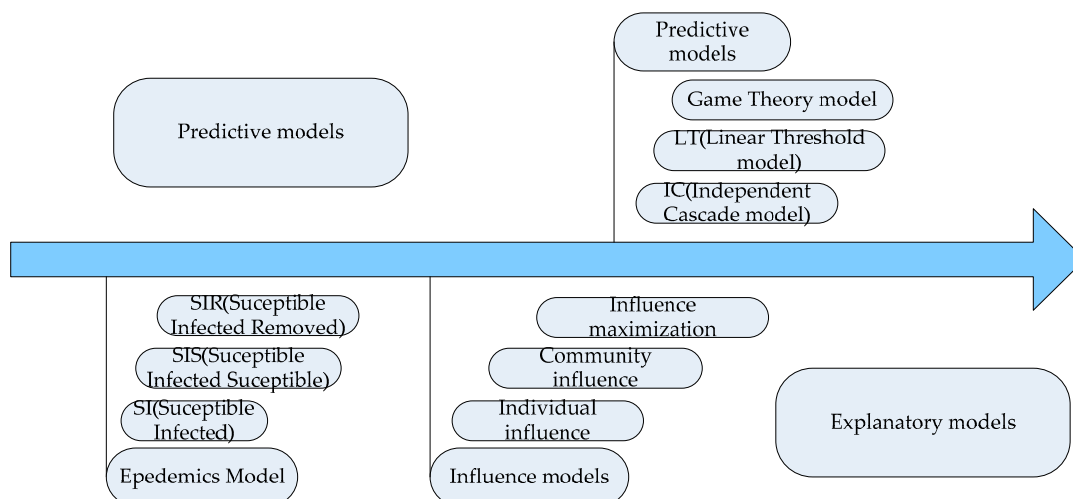 Predictive
models
Game Theory model
LT(Linear Threshold
model)
IC(Independent
Cascade model)
Predictive models
SIR(Suceptible
Infected Removed)
SIS(Suceptible
Infected Suceptible)
SI(Suceptible
Infected)
Epedemics Model
Influence
maximization
Community
influence
Individual
influence
Influence models
Explanatory models